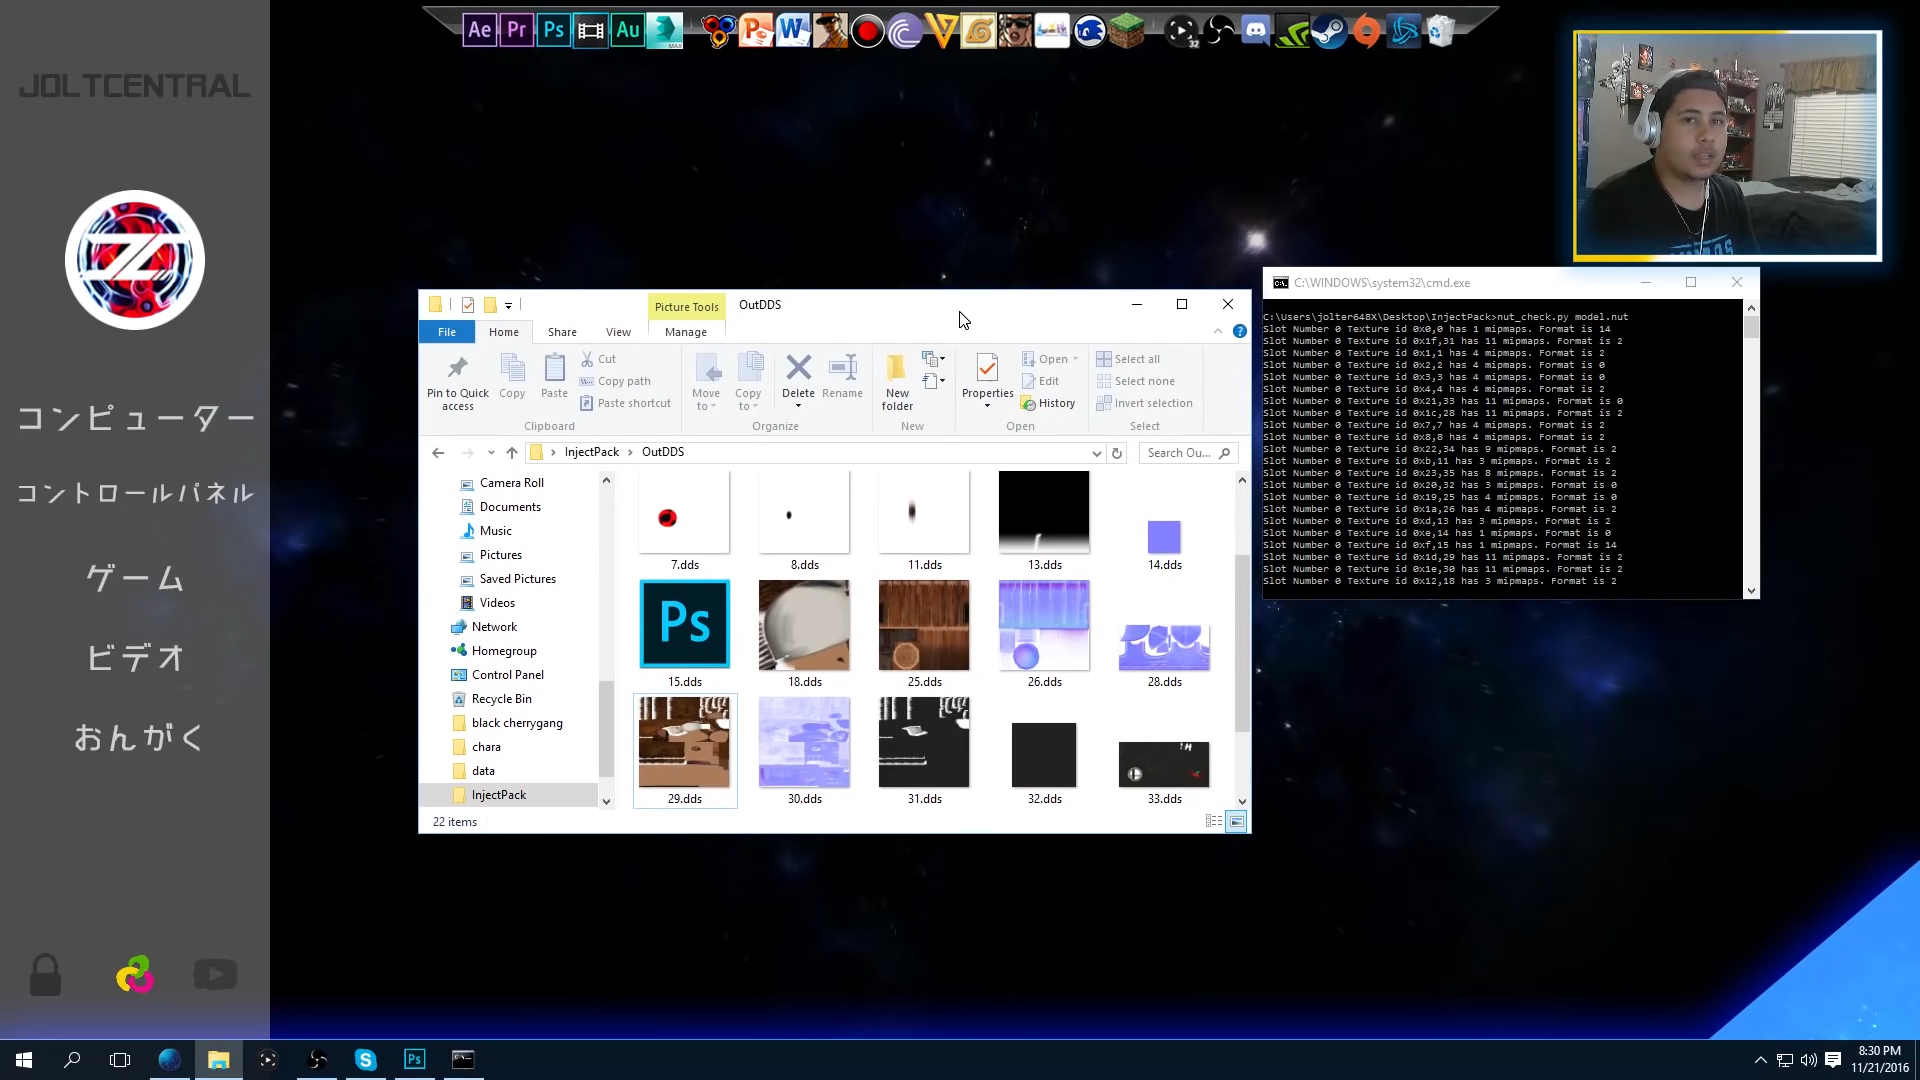 JOLTCENTRAL
コンピューター
コントロールパネル
ゲーム
ビデオ
おんがく
Ae
Pr
Ps
Au
MAX
32
Picture Tools
OutDDS
File
Home
Share
View
Manage
Pin to Quick access
Copy
Paste
Cut
Copy path
Paste shortcut
Clipboard
Move to
Copy to
Delete
Rename
Organize
New folder
New
Properties
Open
Edit
History
Open
Select all
Select none
Invert selection
Select
InjectPack
OutDDS
Search Ou...
Camera Roll
Documents
Music
Pictures
Saved Pictures
Videos
Network
Homegroup
Control Panel
Recycle Bin
black cherrygang
chara
data
InjectPack
7.dds
8.dds
11.dds
13.dds
14.dds
Ps
15.dds
18.dds
25.dds
26.dds
28.dds
29.dds
30.dds
31.dds
32.dds
33.dds
22 items
C:\WINDOWS\system32\cmd.exe
C:\Users\jolter648X\Desktop\InjectPack>nut_check.py model.nut
Slot Number 0 Texture id 0x0,0 has 1 mipmaps. Format is 14
Slot Number 0 Texture id 0x1f,31 has 11 mipmaps. Format is 2
Slot Number 0 Texture id 0x1,1 has 4 mipmaps. Format is 2
Slot Number 0 Texture id 0x2,2 has 4 mipmaps. Format is 0
Slot Number 0 Texture id 0x3,3 has 4 mipmaps. Format is 0
Slot Number 0 Texture id 0x4,4 has 4 mipmaps. Format is 2
Slot Number 0 Texture id 0x21,33 has 11 mipmaps. Format is 0
Slot Number 0 Texture id 0x1c,28 has 11 mipmaps. Format is 2
Slot Number 0 Texture id 0x7,7 has 4 mipmaps. Format is 2
Slot Number 0 Texture id 0x8,8 has 4 mipmaps. Format is 2
Slot Number 0 Texture id 0x22,34 has 9 mipmaps. Format is 2
Slot Number 0 Texture id 0xb,11 has 3 mipmaps. Format is 2
Slot Number 0 Texture id 0x23,35 has 8 mipmaps. Format is 2
Slot Number 0 Texture id 0x20,32 has 3 mipmaps. Format is 0
Slot Number 0 Texture id 0x19,25 has 4 mipmaps. Format is 0
Slot Number 0 Texture id 0x1a,26 has 4 mipmaps. Format is 2
Slot Number 0 Texture id 0xd,13 has 3 mipmaps. Format is 2
Slot Number 0 Texture id 0xe,14 has 1 mipmaps. Format is 0
Slot Number 0 Texture id 0xf,15 has 1 mipmaps. Format is 14
Slot Number 0 Texture id 0x1d,29 has 11 mipmaps. Format is 2
Slot Number 0 Texture id 0x1e,30 has 11 mipmaps. Format is 2
Slot Number 0 Texture id 0x12,18 has 3 mipmaps. Format is 2
Ps
8:30 PM
11/21/2016